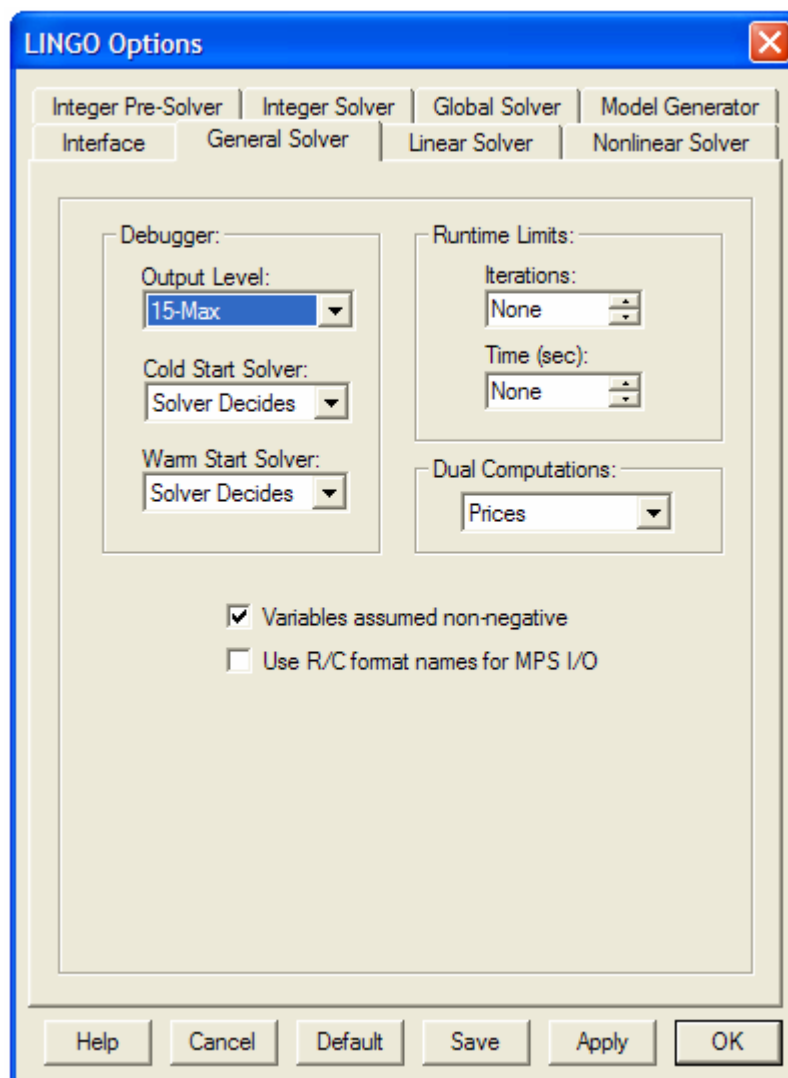 LINGO Options
Integer Pre-Solver
Integer Solver
Global Solver
Model Generator
Interface
General Solver
Linear Solver
Nonlinear Solver
Debugger:
Output Level:
15-Max
Cold Start Solver:
Solver Decides
Warm Start Solver:
Solver Decides
Runtime Limits:
Iterations:
None
Time (sec):
None
Dual Computations:
Prices
Variables assumed non-negative
Use R/C format names for MPS I/O
Help
Cancel
Default
Save
Apply
OK